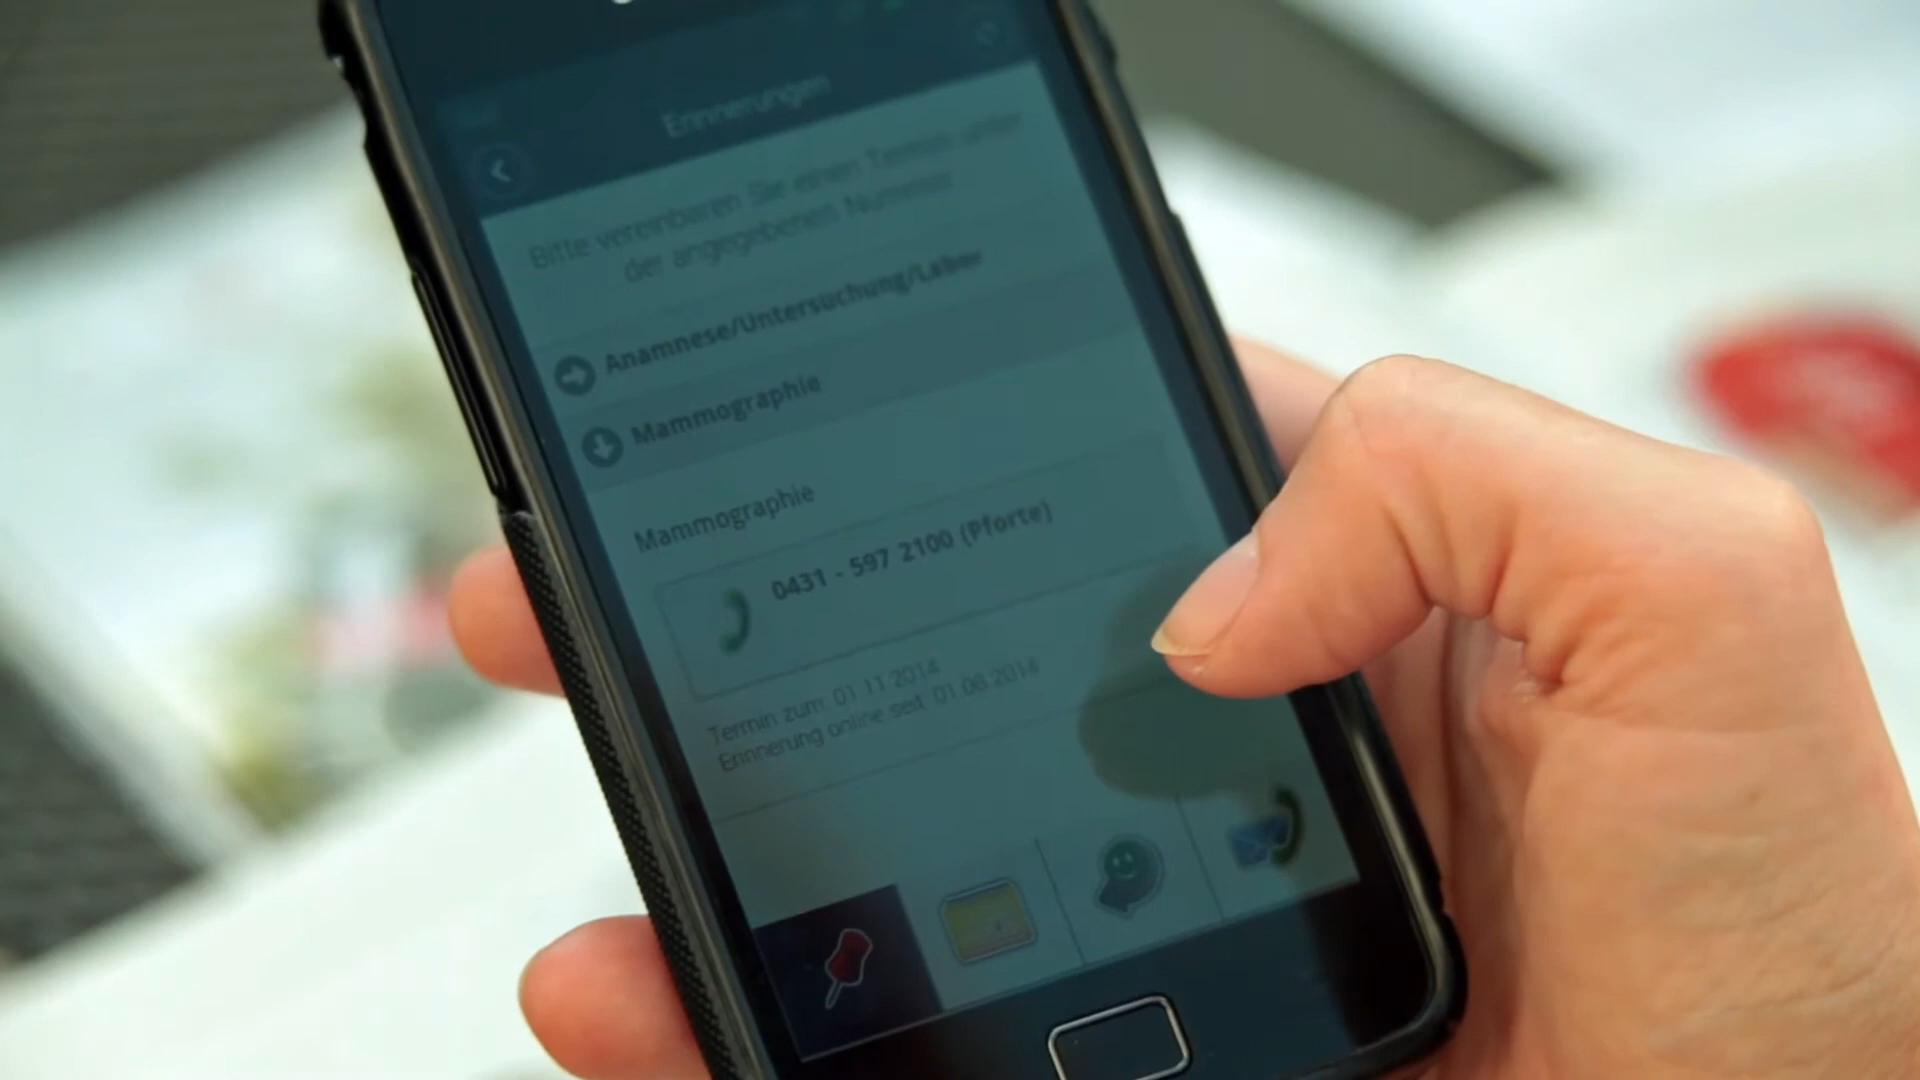 Erinnerungen
Bitte vereinbaren Sie einen Termin unter
der angegebenen Nummer
Anamnese/Untersuchung/Labor
Mammographie
Mammographie
0431 - 597 2100 (Pforte)
Termin zum: 01.11.2014
Erinnerung online seit: 01.08.2014